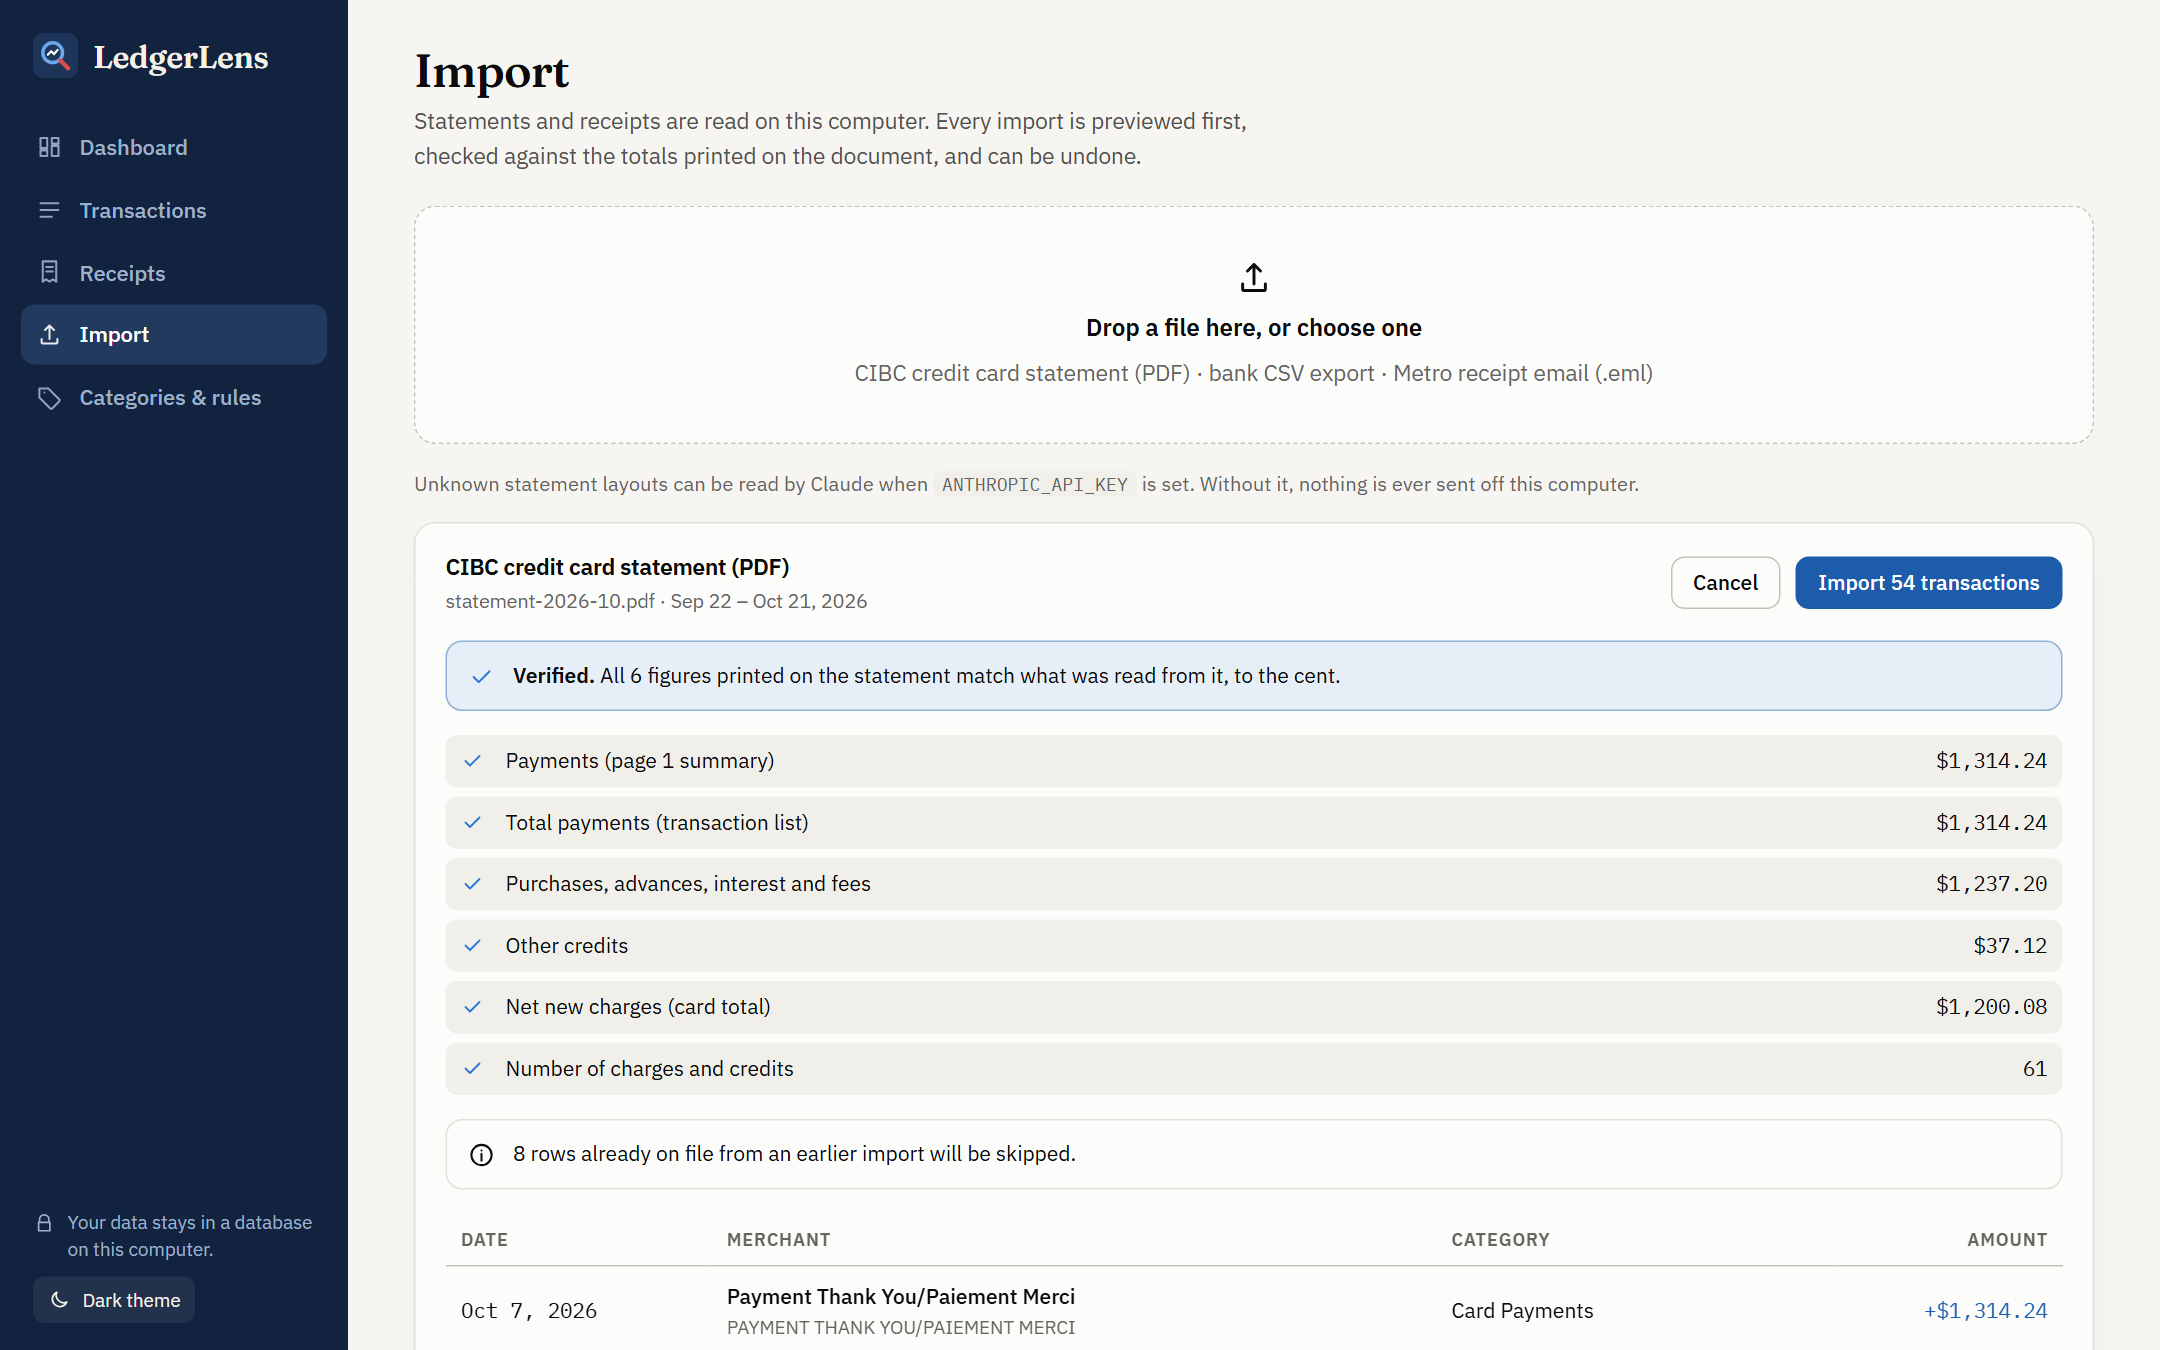 LedgerLens
Dashboard
Transactions
Receipts
Import
Categories & rules
Your data stays in a database
on this computer.
Dark theme
Import
Statements and receipts are read on this computer. Every import is previewed first,
checked against the totals printed on the document, and can be undone.
Drop a file here, or choose one
CIBC credit card statement (PDF) · bank CSV export · Metro receipt email (.eml)
Unknown statement layouts can be read by Claude when ANTHROPIC_API_KEY is set. Without it, nothing is ever sent off this computer.
CIBC credit card statement (PDF)
statement-2026-10.pdf · Sep 22 – Oct 21, 2026
Cancel
Import 54 transactions
Verified. All 6 figures printed on the statement match what was read from it, to the cent.
Payments (page 1 summary) $1,314.24
Total payments (transaction list) $1,314.24
Purchases, advances, interest and fees $1,237.20
Other credits $37.12
Net new charges (card total) $1,200.08
Number of charges and credits 61
8 rows already on file from an earlier import will be skipped.
DATE MERCHANT CATEGORY AMOUNT
Oct 7, 2026 Payment Thank You/Paiement Merci Card Payments +$1,314.24
PAYMENT THANK YOU/PAIEMENT MERCI